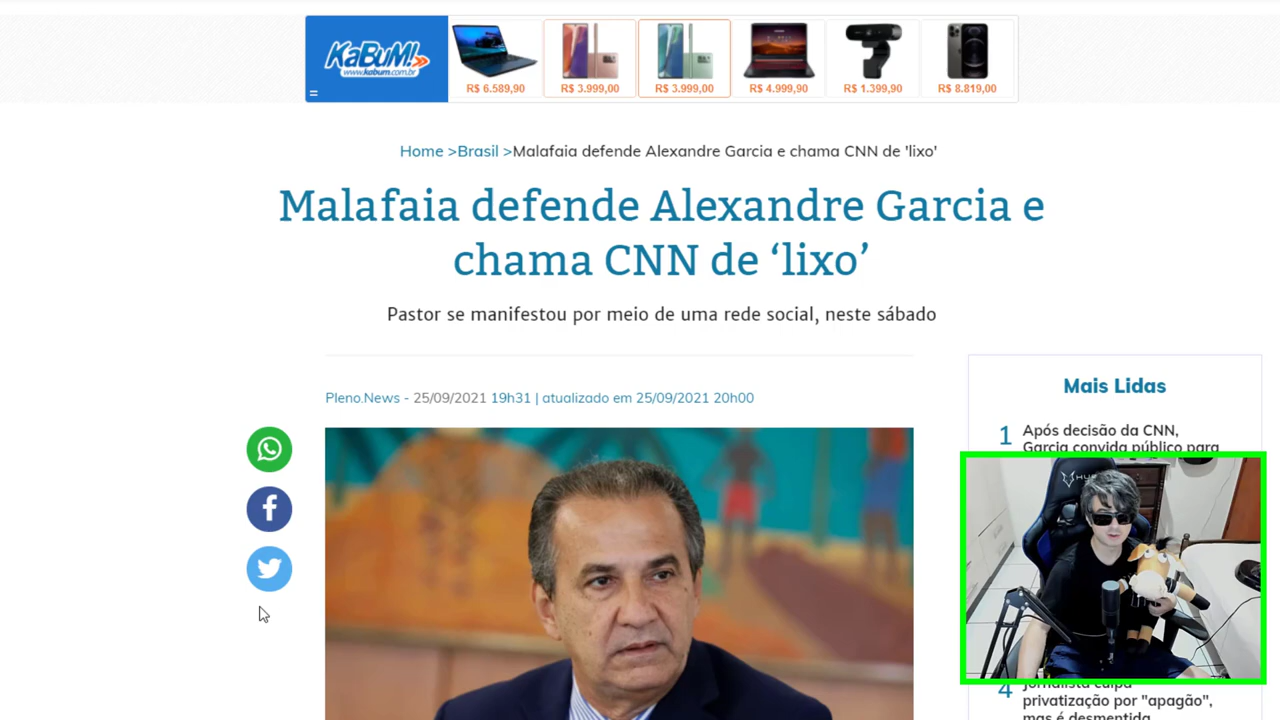 KaBuM!
www.kabum.com.br
R$ 6.589,90
R$ 3.999,00
R$ 3.999,00
R$ 4.999,90
R$ 1.399,90
R$ 8.819,00
Home >Brasil >Malafaia defende Alexandre Garcia e chama CNN de 'lixo'
Malafaia defende Alexandre Garcia e
chama CNN de ‘lixo’
Pastor se manifestou por meio de uma rede social, neste sábado
Pleno.News - 25/09/2021 19h31 | atualizado em 25/09/2021 20h00
Mais Lidas
1 Após decisão da CNN,
Garcia convida público para
4 Jornalista culpa
privatização por "apagão",
mas é desmentida